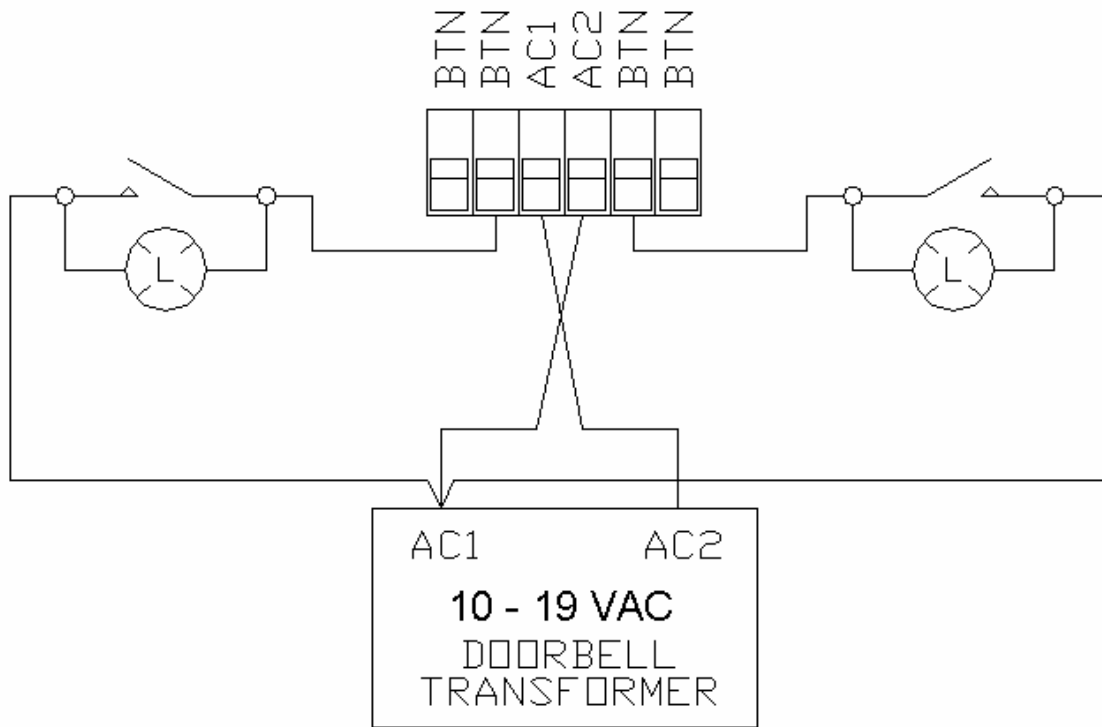 BTN
BTN
AC1
AC2
BTN
BTN
L
L
AC1 AC2
10 - 19 VAC
DOORBELL
TRANSFORMER